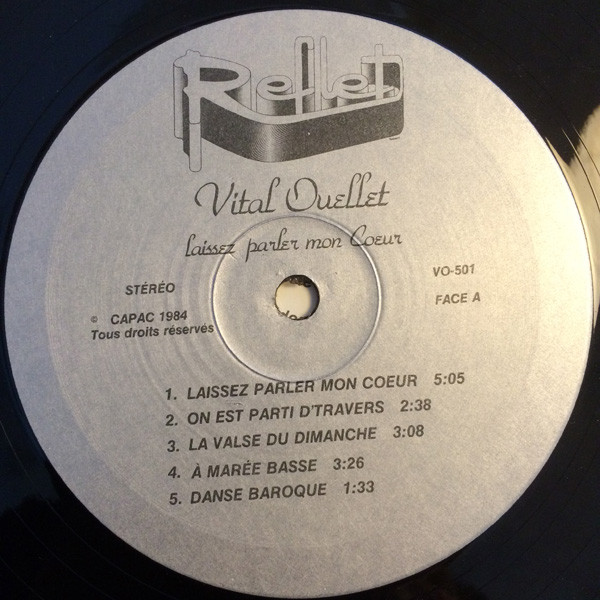 Reflet
Vital Ouellet
Laissez parler mon Coeur
STÉRÉO
VO-501
FACE A
© CAPAC 1984
Tous droits réservés
1. LAISSEZ PARLER MON COEUR 5:05
2. ON EST PARTI D'TRAVERS 2:38
3. LA VALSE DU DIMANCHE 3:08
4. À MARÉE BASSE 3:26
5. DANSE BAROQUE 1:33